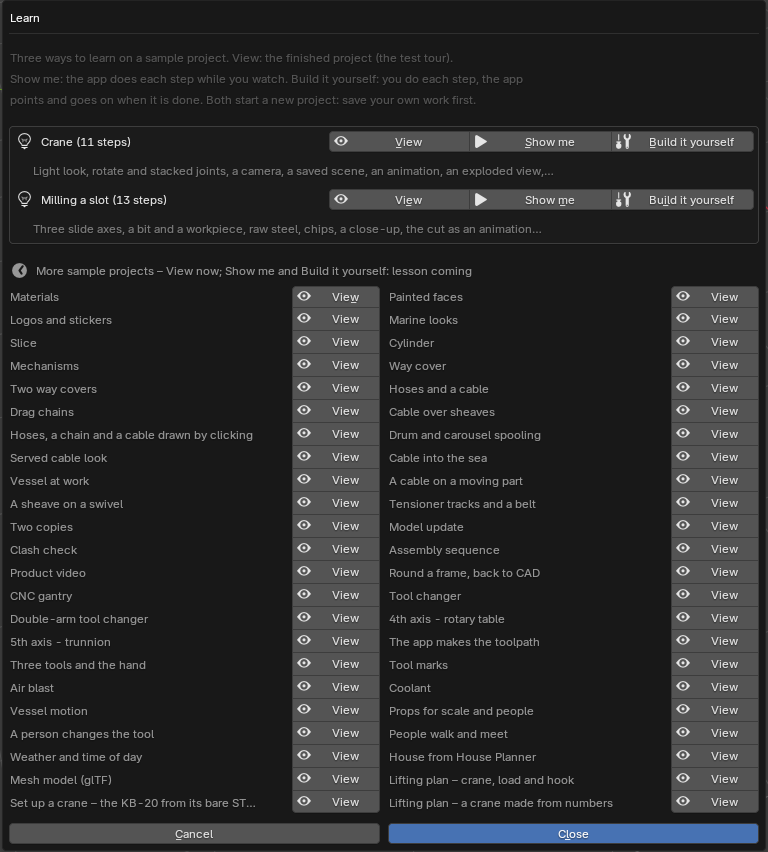 Learn
Three ways to learn on a sample project. View: the finished project (the test tour).
Show me: the app does each step while you watch. Build it yourself: you do each step, the app
points and goes on when it is done. Both start a new project: save your own work first.
Crane (11 steps) View Show me Build it yourself
Light look, rotate and stacked joints, a camera, a saved scene, an animation, an exploded view,...
Milling a slot (13 steps) View Show me Build it yourself
Three slide axes, a bit and a workpiece, raw steel, chips, a close-up, the cut as an animation...
More sample projects – View now; Show me and Build it yourself: lesson coming
Materials View Painted faces View
Logos and stickers View Marine looks View
Slice View Cylinder View
Mechanisms View Way cover View
Two way covers View Hoses and a cable View
Drag chains View Cable over sheaves View
Hoses, a chain and a cable drawn by clicking View Drum and carousel spooling View
Served cable look View Cable into the sea View
Vessel at work View A cable on a moving part View
A sheave on a swivel View Tensioner tracks and a belt View
Two copies View Model update View
Clash check View Assembly sequence View
Product video View Round a frame, back to CAD View
CNC gantry View Tool changer View
Double-arm tool changer View 4th axis - rotary table View
5th axis - trunnion View The app makes the toolpath View
Three tools and the hand View Tool marks View
Air blast View Coolant View
Vessel motion View Props for scale and people View
A person changes the tool View People walk and meet View
Weather and time of day View House from House Planner View
Mesh model (glTF) View Lifting plan – crane, load and hook View
Set up a crane – the KB-20 from its bare ST... View Lifting plan – a crane made from numbers View
Cancel Close